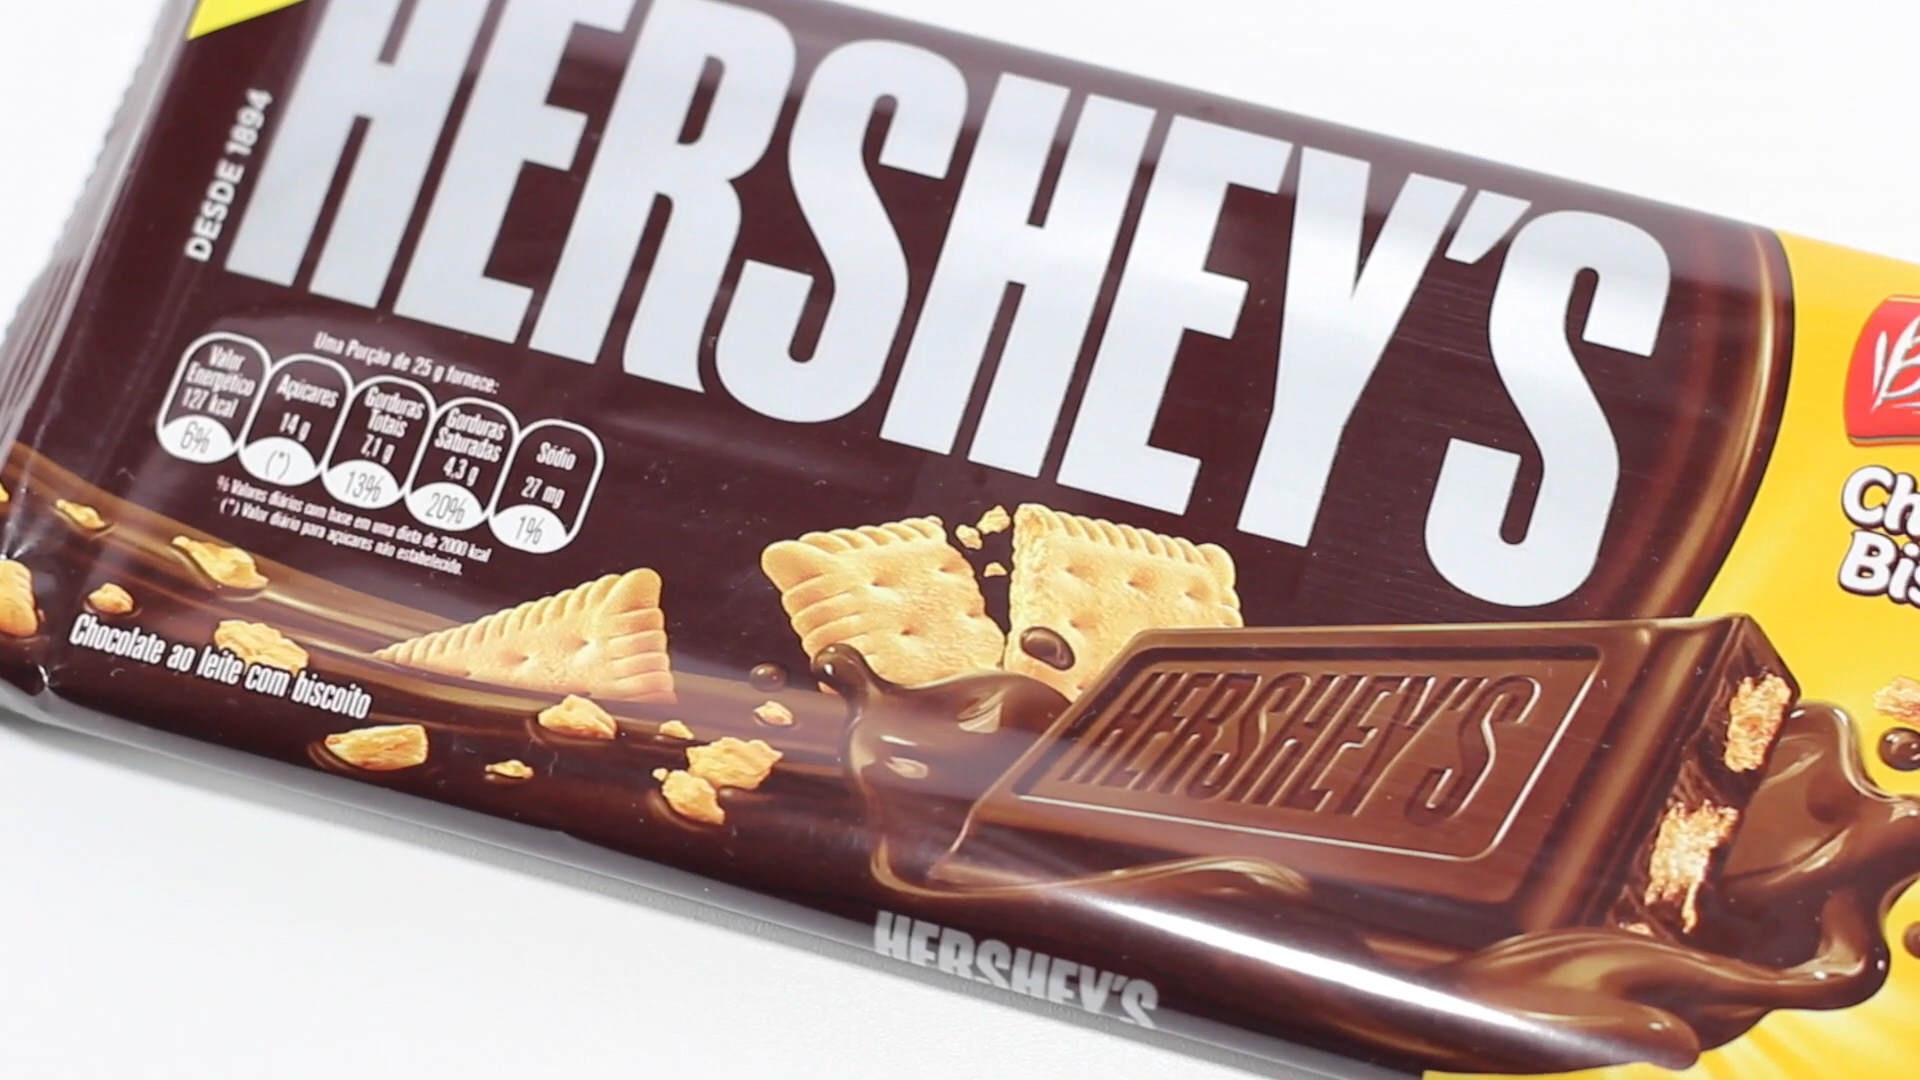 HERSHEY'S
DESDE 1894
Uma Porção de 25 g fornece:
Valor
Energético
127 kcal
6%
Açúcares
14 g
(*)
Gorduras
Totais
7,1 g
13%
Gorduras
Saturadas
4,3 g
20%
Sódio
27 mg
1%
% Valores diários com base em uma dieta de 2000 kcal
(*) Valor diário para açúcares não estabelecido.
Chocolate ao leite com biscoito
HERSHEY'S
HERSHEY'S